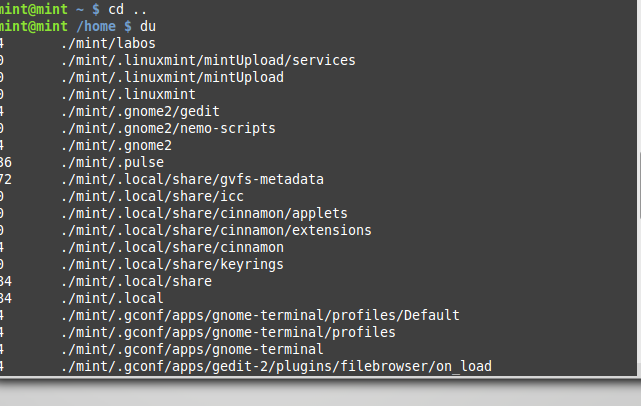 mint@mint ~ $ cd ..
mint@mint /home $ du
4 ./mint/labos
0 ./mint/.linuxmint/mintUpload/services
0 ./mint/.linuxmint/mintUpload
0 ./mint/.linuxmint
4 ./mint/.gnome2/gedit
0 ./mint/.gnome2/nemo-scripts
4 ./mint/.gnome2
36 ./mint/.pulse
72 ./mint/.local/share/gvfs-metadata
0 ./mint/.local/share/icc
0 ./mint/.local/share/cinnamon/applets
0 ./mint/.local/share/cinnamon/extensions
4 ./mint/.local/share/cinnamon
0 ./mint/.local/share/keyrings
84 ./mint/.local/share
84 ./mint/.local
4 ./mint/.gconf/apps/gnome-terminal/profiles/Default
4 ./mint/.gconf/apps/gnome-terminal/profiles
4 ./mint/.gconf/apps/gnome-terminal
4 ./mint/.gconf/apps/gedit-2/plugins/filebrowser/on_load